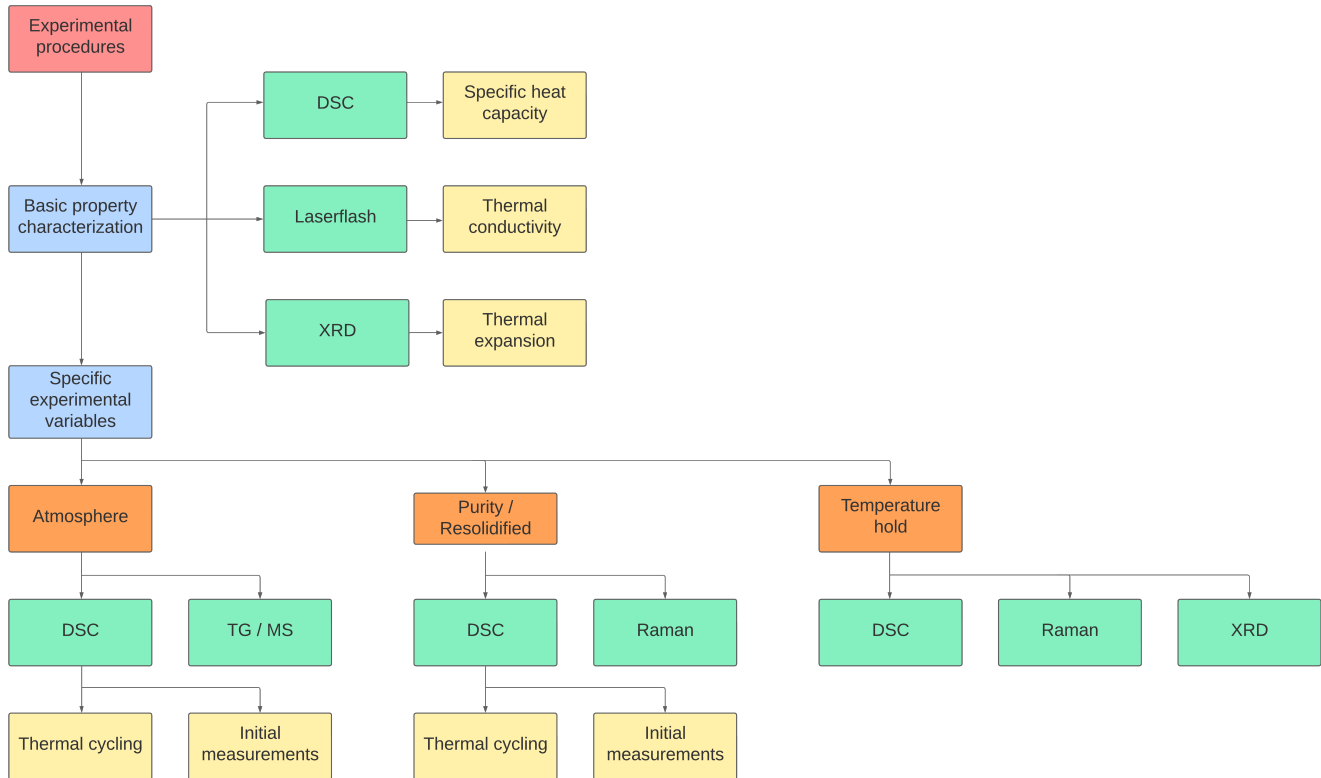 Experimental
procedures
DSC
Specific heat
capacity
Basic property
characterization
Laserflash
Thermal
conductivity
XRD
Thermal
expansion
Specific
experimental
variables
Atmosphere
Purity /
Resolidified
Temperature
hold
DSC
TG / MS
DSC
Raman
DSC
Raman
XRD
Thermal cycling
Initial
measurements
Thermal cycling
Initial
measurements